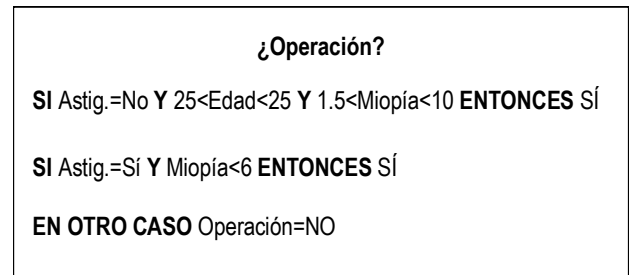 ¿Operación?
SI Astig.=No Y 25<Edad<25 Y 1.5<Miopía<10 ENTONCES SÍ
SI Astig.=Sí Y Miopía<6 ENTONCES SÍ
EN OTRO CASO Operación=NO